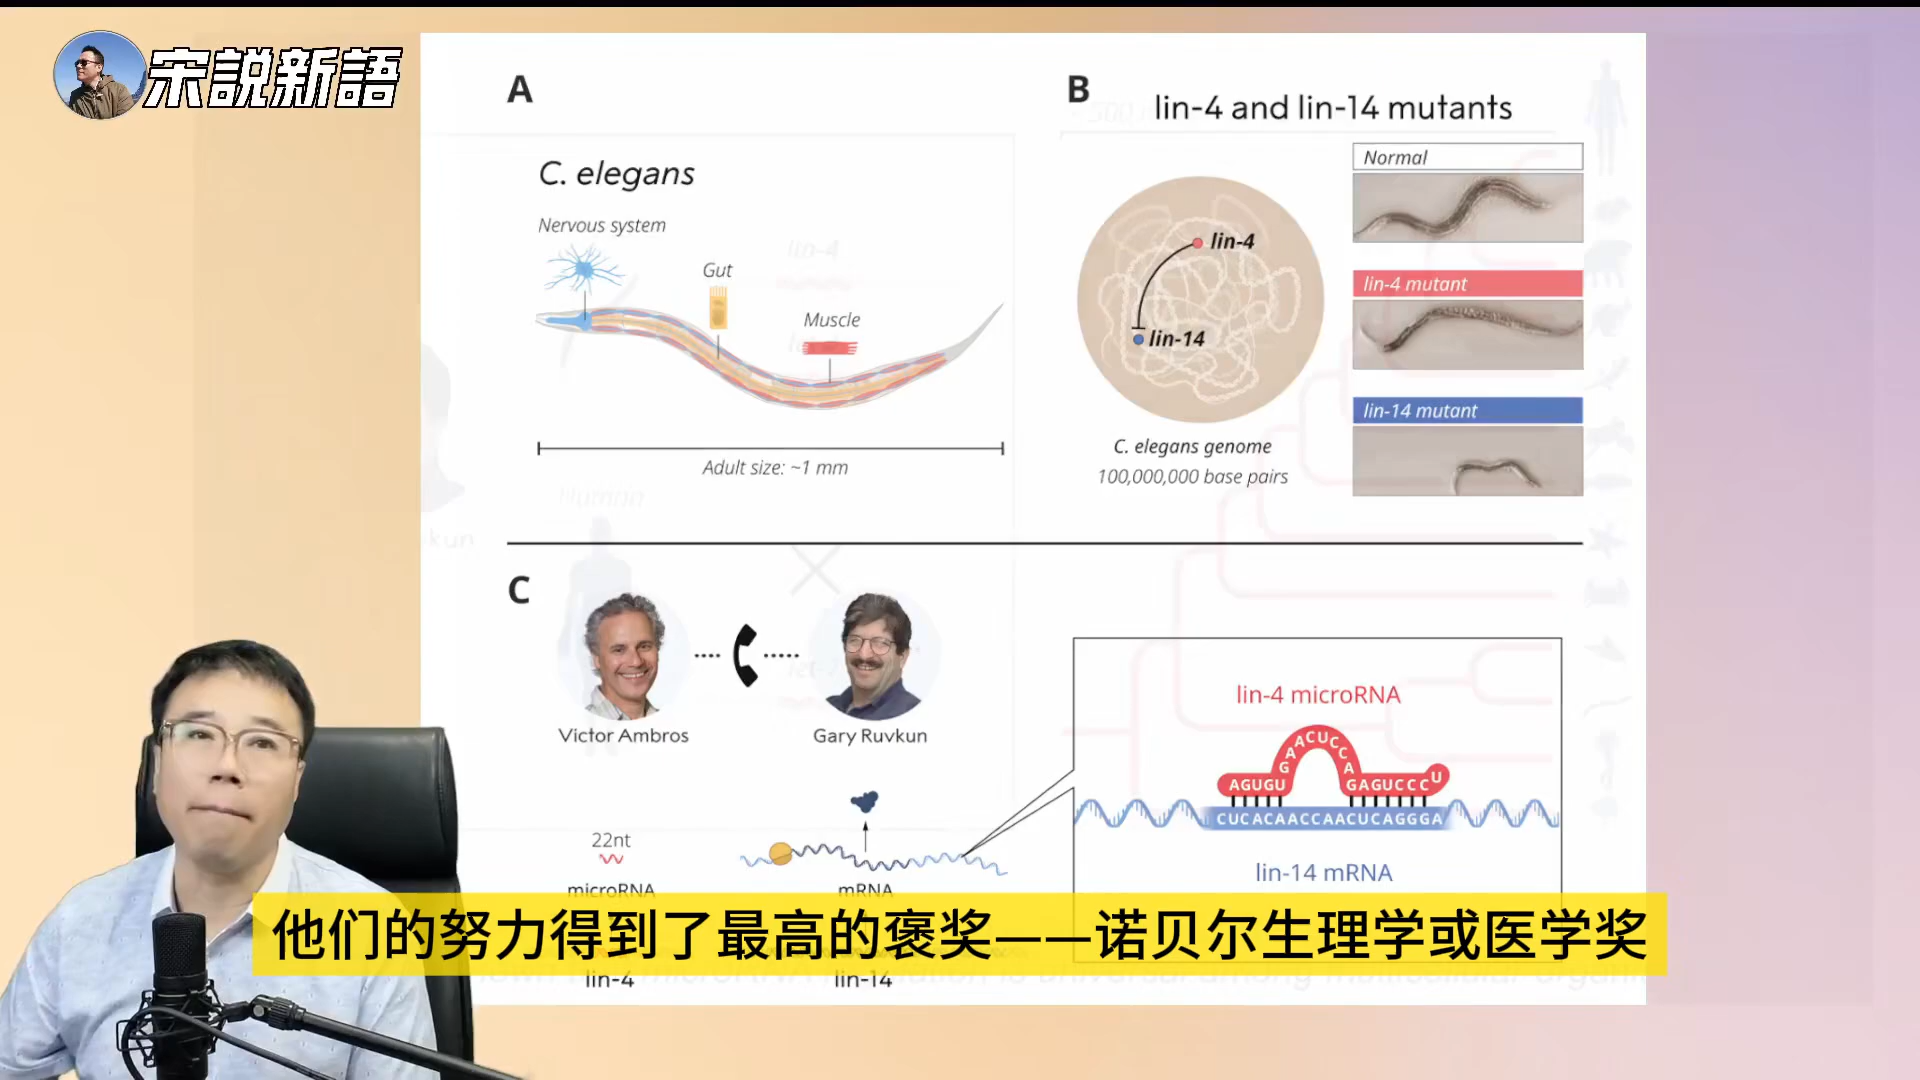 宋説新語
A
C. elegans
Nervous system
Gut
Muscle
Adult size: ~1 mm
B
lin-4 and lin-14 mutants
lin-4
lin-14
C. elegans genome
100,000,000 base pairs
Normal
lin-4 mutant
lin-14 mutant
C
Victor Ambros
Gary Ruvkun
22nt
microRNA
mRNA
lin-4 microRNA
AGUGU GAACUCCA GAGUCCCU
CUCACAACCAACUCAGGGA
lin-14 mRNA
他们的努力得到了最高的褒奖——诺贝尔生理学或医学奖
lin-4
lin-14